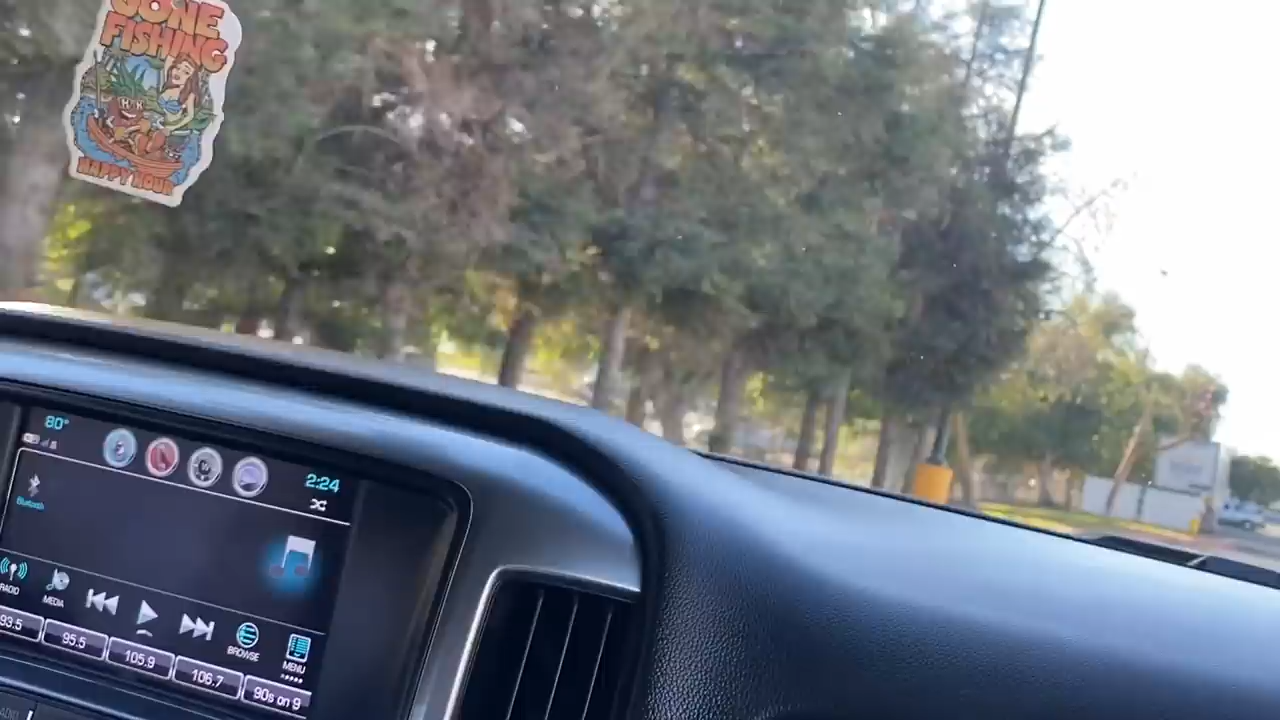 GONE
FISHING
HAPPY HOUR
80°
2:24
Bluetooth
RADIO
MEDIA
BROWSE
MENU
93.5
95.5
105.9
106.7
90s on 9